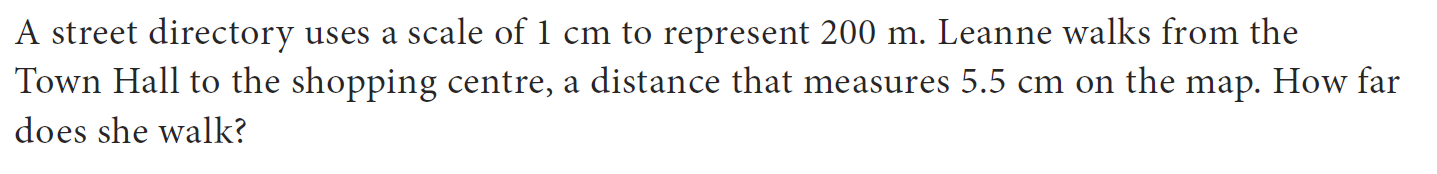 A street directory uses a scale of 1 cm to represent 200 m. Leanne walks from the
Town Hall to the shopping centre, a distance that measures 5.5 cm on the map. How far
does she walk?